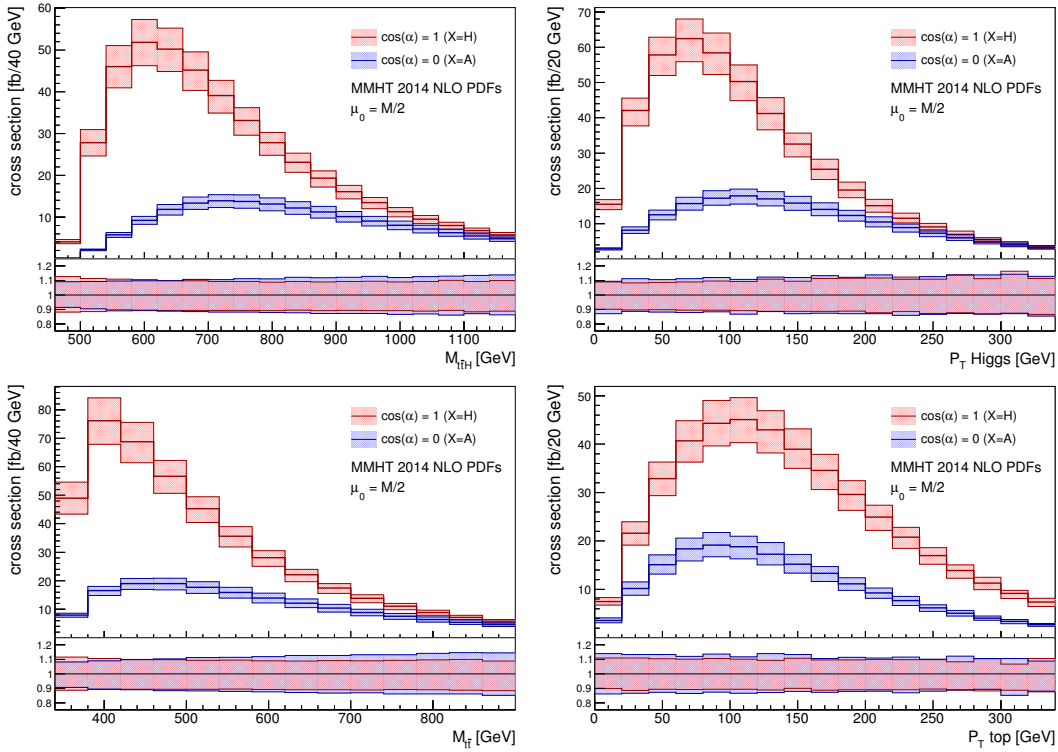 cross section [fb/40 GeV]
60
50
40
30
20
10
cos(α) = 1 (X=H)
cos(α) = 0 (X=A)
MMHT 2014 NLO PDFs
μ₀ = M/2
1.2
1.1
1
0.9
0.8
500 600 700 800 900 1000 1100
M_tt̄H [GeV]
cross section [fb/20 GeV]
70
60
50
40
30
20
10
cos(α) = 1 (X=H)
cos(α) = 0 (X=A)
MMHT 2014 NLO PDFs
μ₀ = M/2
1.2
1.1
1
0.9
0.8
0 50 100 150 200 250 300
P_T Higgs [GeV]
cross section [fb/40 GeV]
80
70
60
50
40
30
20
10
cos(α) = 1 (X=H)
cos(α) = 0 (X=A)
MMHT 2014 NLO PDFs
μ₀ = M/2
1.2
1.1
1
0.9
0.8
400 500 600 700 800
M_tt̄ [GeV]
cross section [fb/20 GeV]
50
40
30
20
10
cos(α) = 1 (X=H)
cos(α) = 0 (X=A)
MMHT 2014 NLO PDFs
μ₀ = M/2
1.2
1.1
1
0.9
0.8
0 50 100 150 200 250 300
P_T top [GeV]